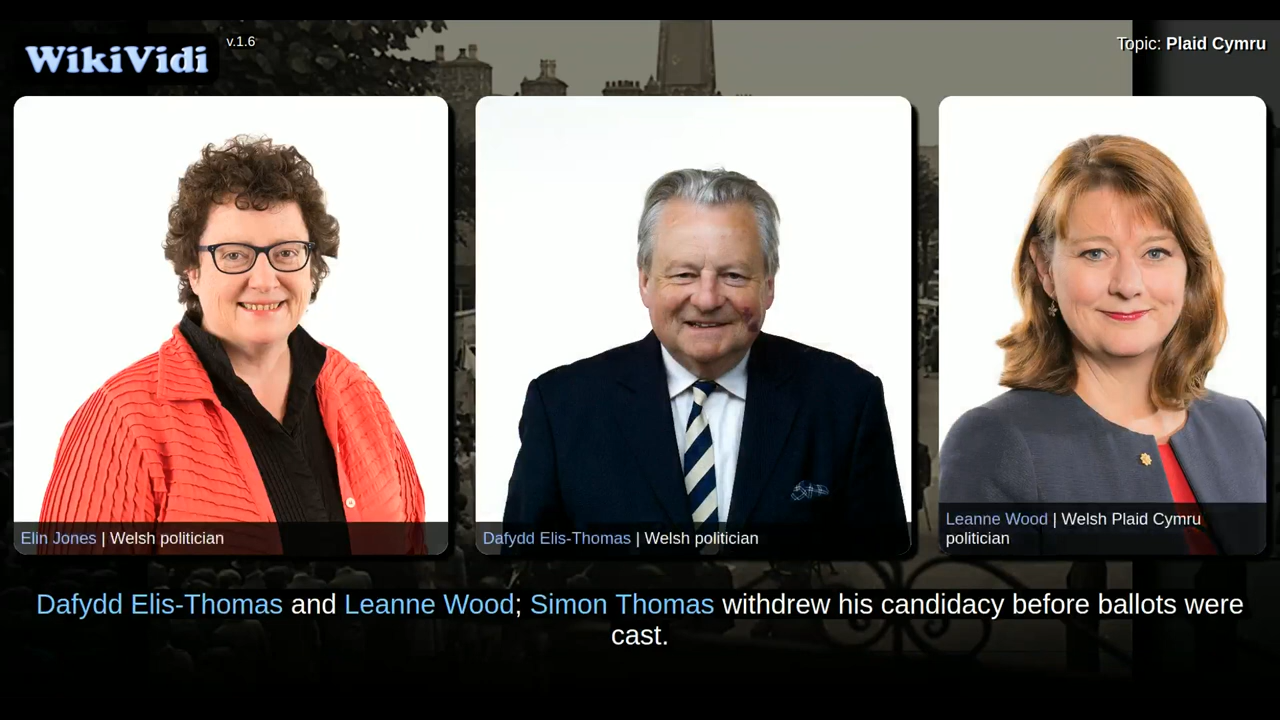 WikiVidi
v.1.6
Topic: Plaid Cymru
Elin Jones | Welsh politician
Dafydd Elis-Thomas | Welsh politician
Leanne Wood | Welsh Plaid Cymru
politician
Dafydd Elis-Thomas and Leanne Wood; Simon Thomas withdrew his candidacy before ballots were
cast.